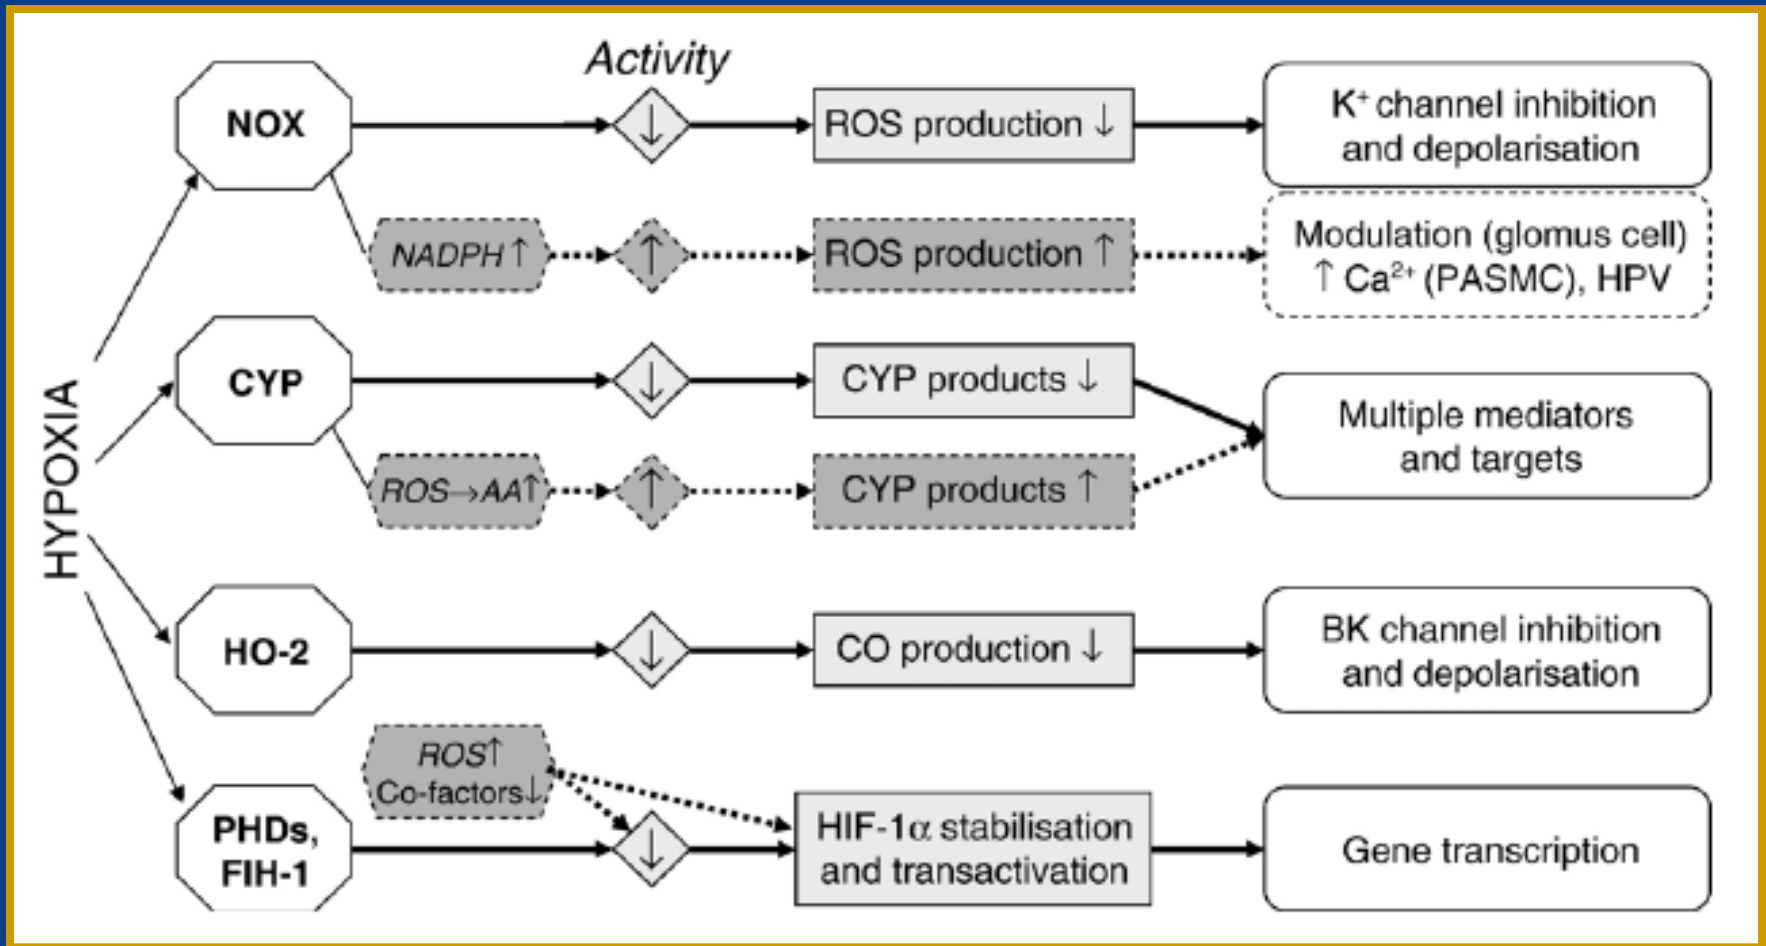 Activity
HYPOXIA
NOX
↓
ROS production ↓
K⁺ channel inhibition
and depolarisation
NADPH ↑
↑
ROS production ↑
Modulation (glomus cell)
↑ Ca²⁺ (PASMC), HPV
CYP
↓
CYP products ↓
Multiple mediators
and targets
ROS→AA↑
↑
CYP products ↑
HO-2
↓
CO production ↓
BK channel inhibition
and depolarisation
ROS↑
Co-factors↓
PHDs,
FIH-1
↓
HIF-1α stabilisation
and transactivation
Gene transcription